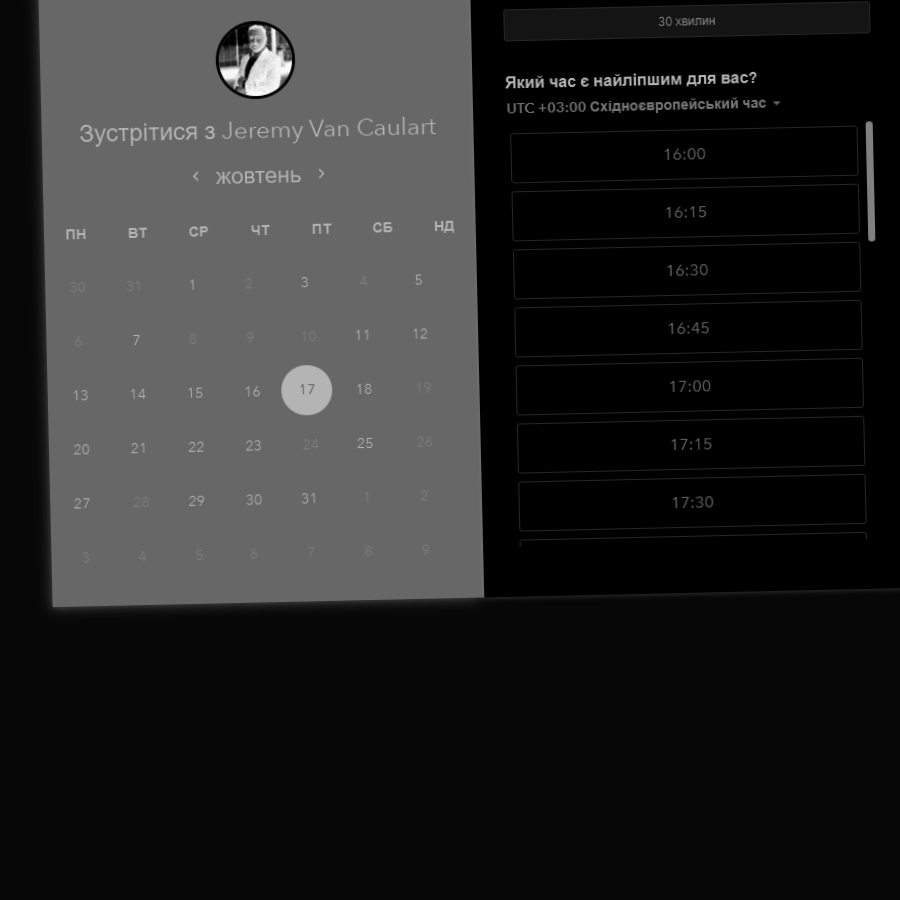 Зустрітися з Jeremy Van Caulart
жовтень
ПН ВТ СР ЧТ ПТ СБ НД
30 31 1 2 3 4 5
6 7 8 9 10 11 12
13 14 15 16 17 18 19
20 21 22 23 24 25 26
27 28 29 30 31 1 2
3 4 5 6 7 8 9
30 хвилин
Який час є найліпшим для вас?
UTC +03:00 Східноєвропейський час
16:00
16:15
16:30
16:45
17:00
17:15
17:30